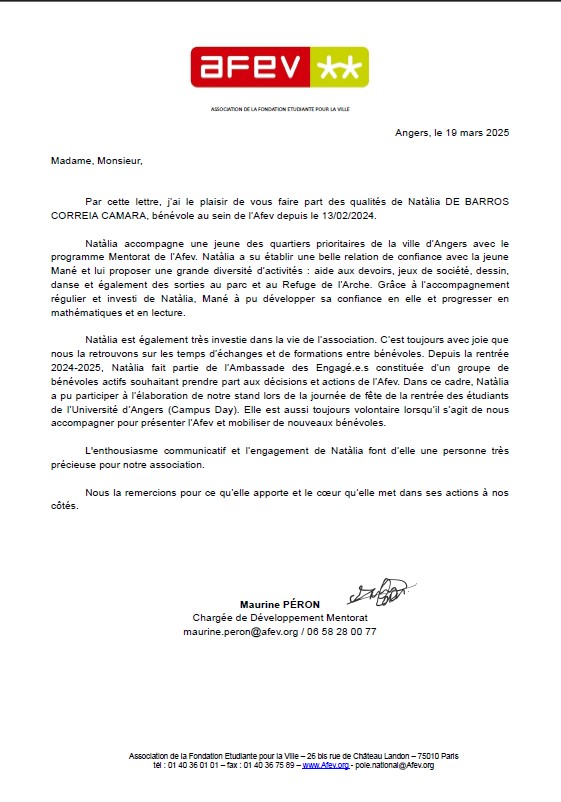 aFeV **
ASSOCIATION DE LA FONDATION ETUDIANTE POUR LA VILLE
Angers, le 19 mars 2025
Madame, Monsieur,
Par cette lettre, j’ai le plaisir de vous faire part des qualités de Natàlia DE BARROS
CORREIA CAMARA, bénévole au sein de l’Afev depuis le 13/02/2024.
Natàlia accompagne une jeune des quartiers prioritaires de la ville d’Angers avec le
programme Mentorat de l’Afev. Natàlia a su établir une belle relation de confiance avec la jeune
Mané et lui proposer une grande diversité d’activités : aide aux devoirs, jeux de société, dessin,
danse et également des sorties au parc et au Refuge de l’Arche. Grâce à l’accompagnement
régulier et investi de Natàlia, Mané à pu développer sa confiance en elle et progresser en
mathématiques et en lecture.
Natàlia est également très investie dans la vie de l’association. C’est toujours avec joie que
nous la retrouvons sur les temps d’échanges et de formations entre bénévoles. Depuis la rentrée
2024-2025, Natàlia fait partie de l’Ambassade des Engagé.e.s constituée d’un groupe de
bénévoles actifs souhaitant prendre part aux décisions et actions de l’Afev. Dans ce cadre, Natàlia
a pu participer à l’élaboration de notre stand lors de la journée de fête de la rentrée des étudiants
de l’Université d’Angers (Campus Day). Elle est aussi toujours volontaire lorsqu’il s’agit de nous
accompagner pour présenter l’Afev et mobiliser de nouveaux bénévoles.
L'enthousiasme communicatif et l’engagement de Natàlia font d’elle une personne très
précieuse pour notre association.
Nous la remercions pour ce qu’elle apporte et le cœur qu’elle met dans ses actions à nos
côtés.
Maurine PÉRON
Chargée de Développement Mentorat
maurine.peron@afev.org / 06 58 28 00 77
Association de la Fondation Etudiante pour la Ville – 26 bis rue de Château Landon – 75010 Paris
tél : 01 40 36 01 01 – fax : 01 40 36 75 89 – www.Afev.org - pole.national@Afev.org